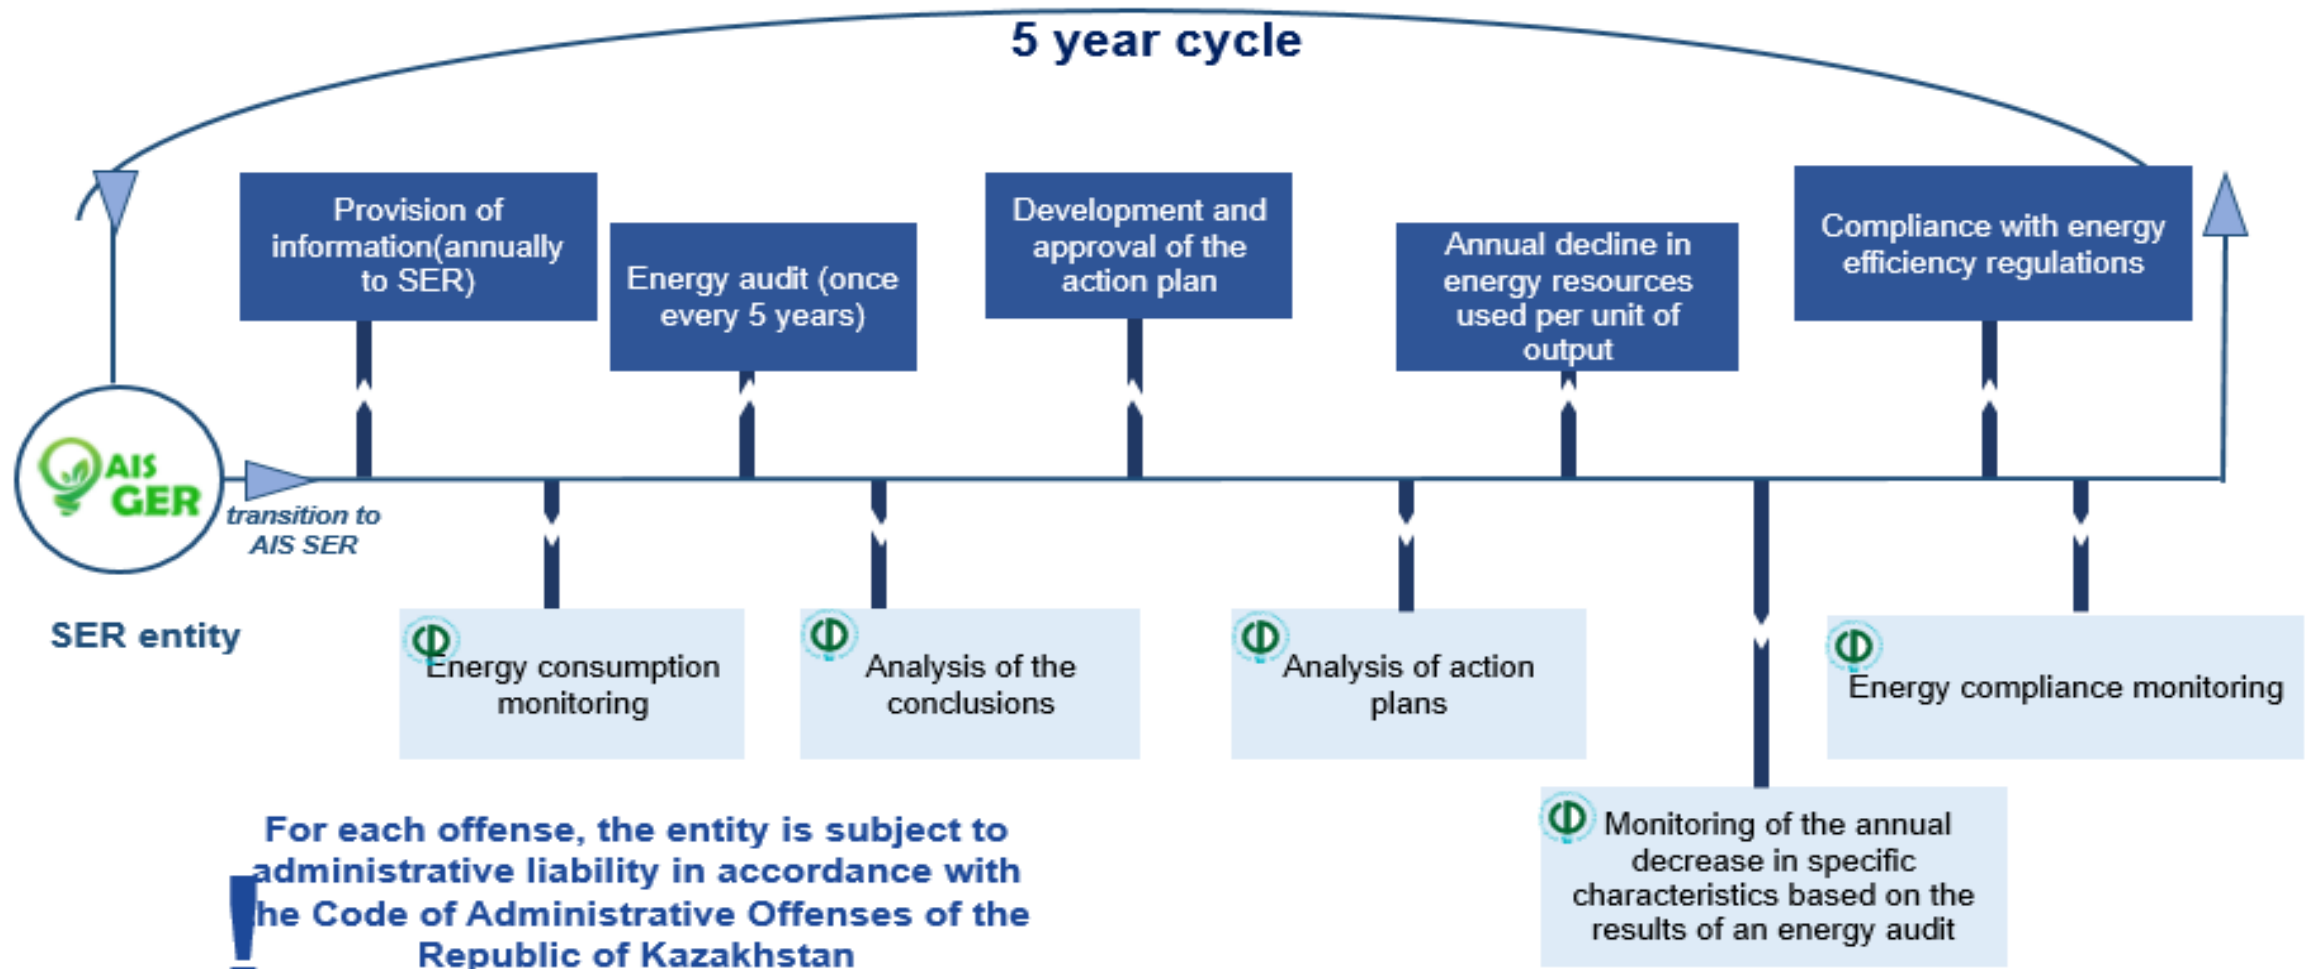 5 year cycle
Provision of
information(annually
to SER)
Energy audit (once
every 5 years)
Development and
approval of the
action plan
Annual decline in
energy resources
used per unit of
output
Compliance with energy
efficiency regulations
AIS
GER
transition to
AIS SER
SER entity
Energy consumption
monitoring
Analysis of the
conclusions
Analysis of action
plans
Energy compliance monitoring
Monitoring of the annual
decrease in specific
characteristics based on the
results of an energy audit
For each offense, the entity is subject to
administrative liability in accordance with
the Code of Administrative Offenses of the
Republic of Kazakhstan
!